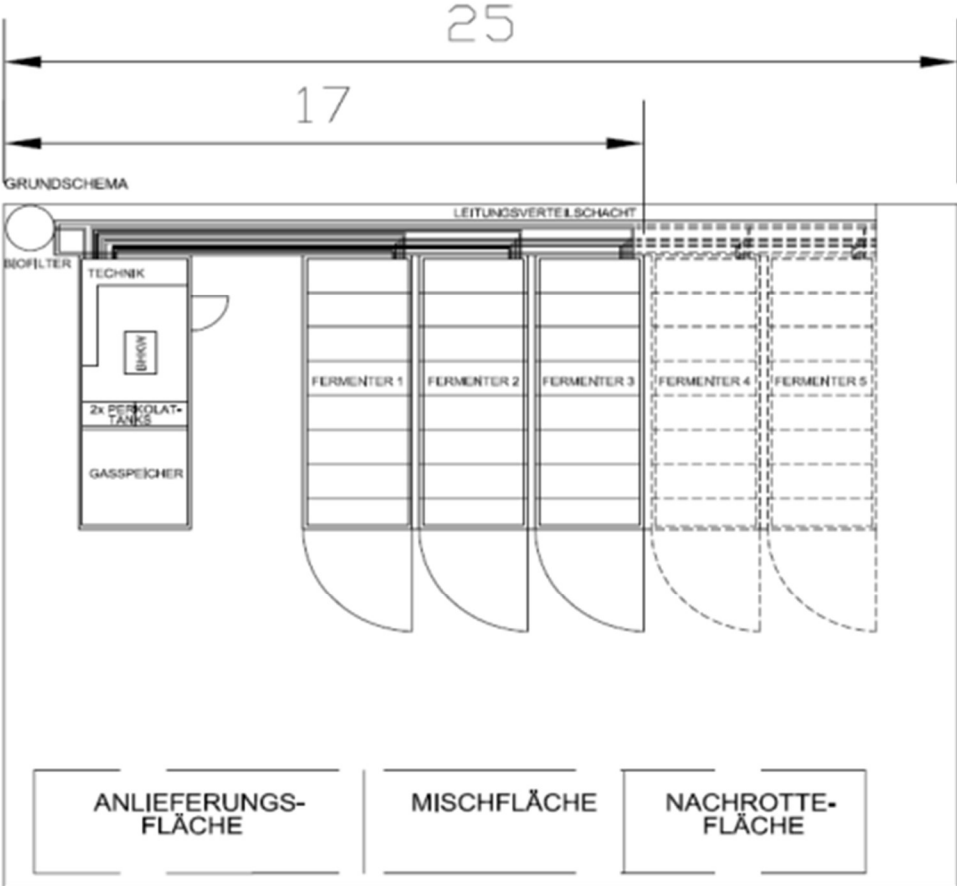 25
17
GRUNDSCHEMA
LEITUNGSVERTEILSCHACHT
BIOFILTER
TECHNIK
BHKW
FERMENTER 1
FERMENTER 2
FERMENTER 3
FERMENTER 4
FERMENTER 5
2x PERKOLAT-
TANKS
GASSPEICHER
ANLIEFERUNGS-
FLÄCHE
MISCHFLÄCHE
NACHROTTE-
FLÄCHE